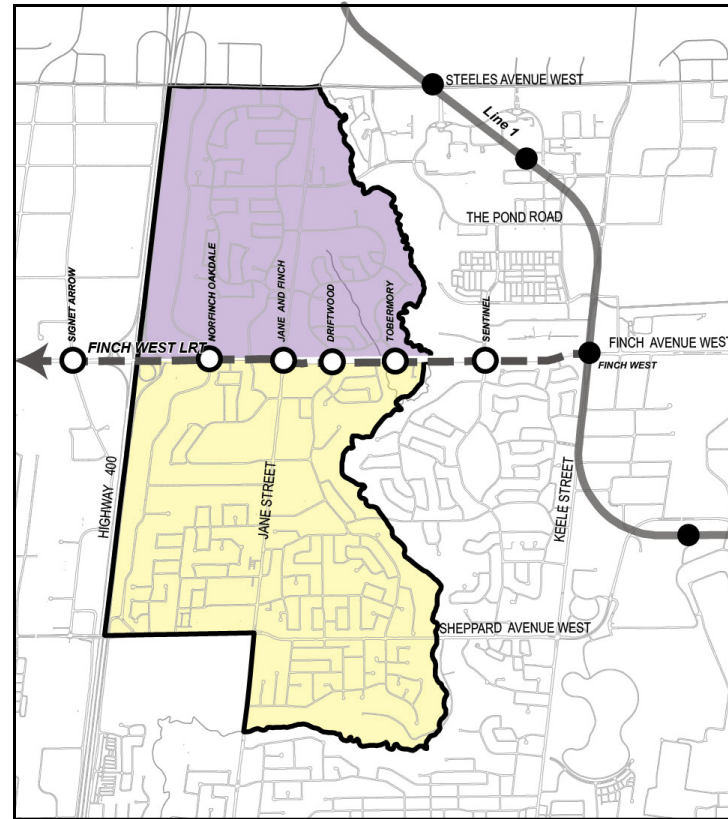 STEELES AVENUE WEST
Line 1
THE POND ROAD
SIGNET ARROW
NORFINCH OAKDALE
JANE AND FINCH
DRIFTWOOD
TOBERMORY
SENTINEL
FINCH WEST LRT
FINCH AVENUE WEST
FINCH WEST
HIGHWAY 400
JANE STREET
KEELE STREET
SHEPPARD AVENUE WEST